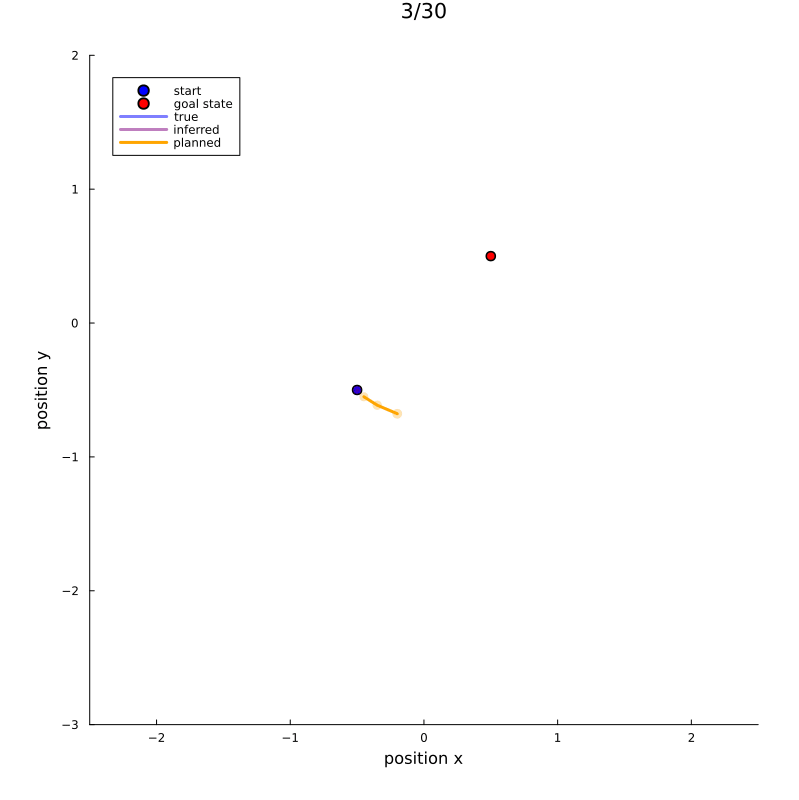 3/30
start
goal state
true
inferred
planned
position y
2
1
0
−1
−2
−3
−2
−1
0
1
2
position x